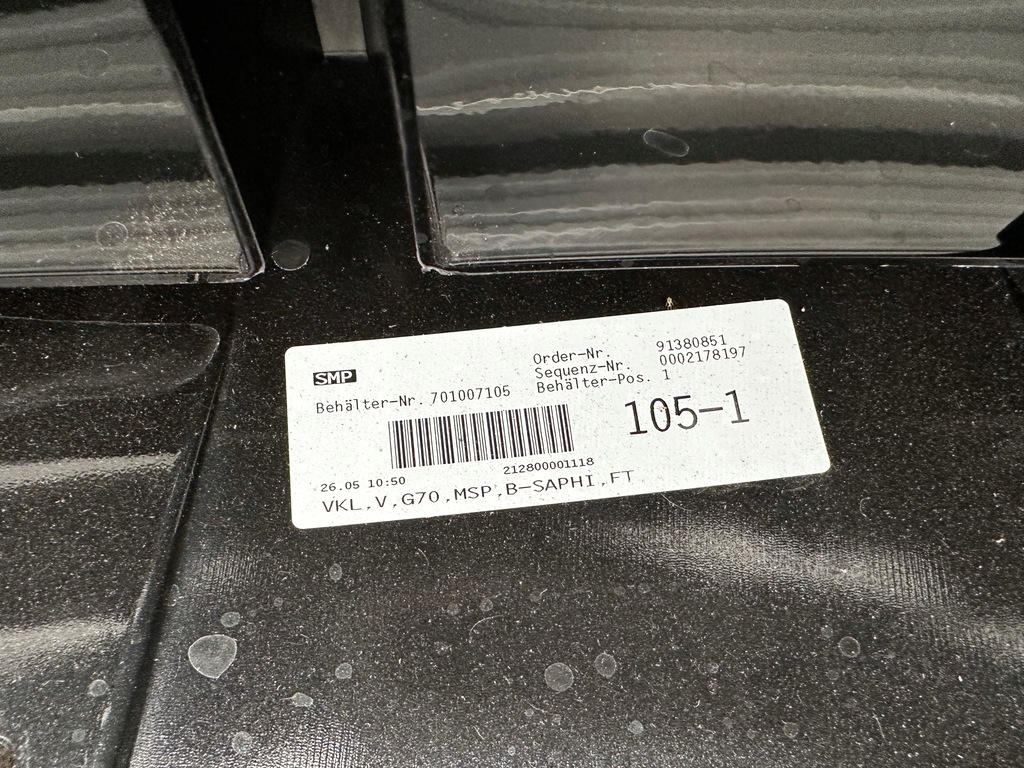 SMP
Order-Nr. 91380851
Sequenz-Nr. 0002178197
Behälter-Nr. 701007105 Behälter-Pos. 1
105-1
212800001118
26.05 10:50
VKL,V,G70,MSP,B-SAPHI,FT